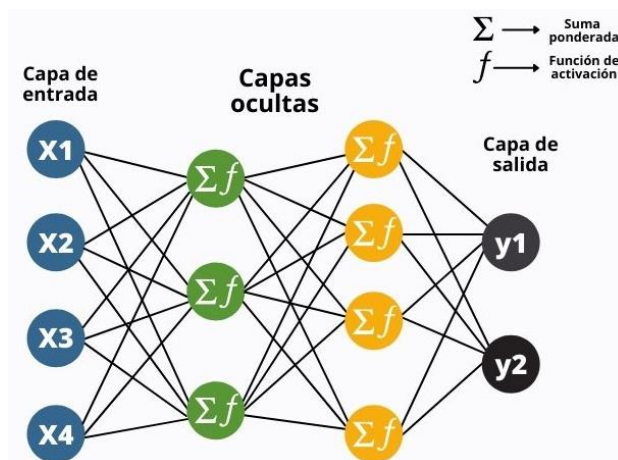 Σ → Suma
ponderada
f → Función de
activación
Capa de
entrada
Capas
ocultas
Capa de
salida
X1
X2
X3
X4
Σf
Σf
Σf
Σf
Σf
Σf
Σf
y1
y2